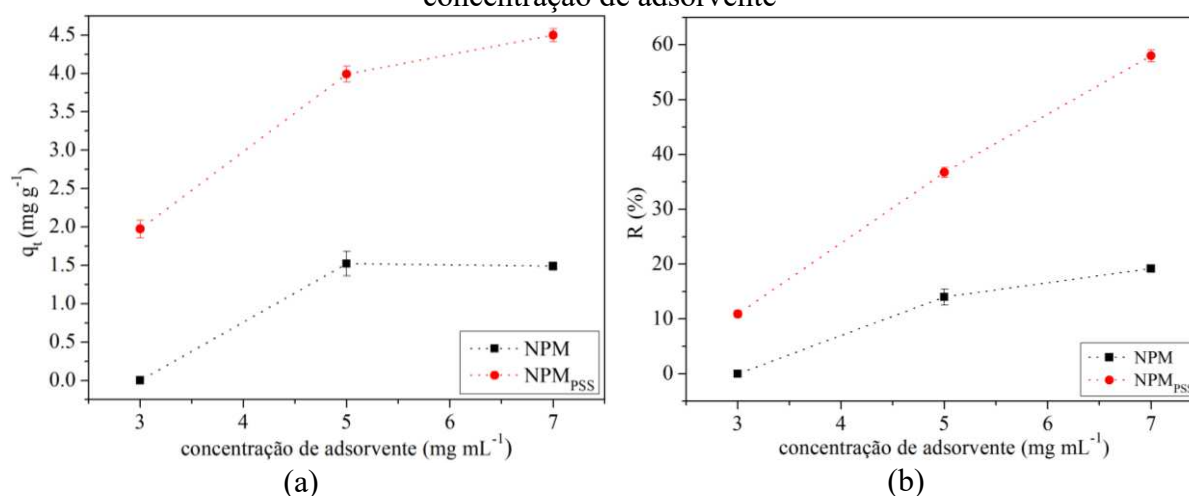 concentração de adsorvente
4.5
4.0
3.5
3.0
2.5
2.0
1.5
1.0
0.5
0.0
qt (mg g-1)
NPM
NPMPSS
3 4 5 6 7
concentração de adsorvente (mg mL-1)
(a)
60
50
40
30
20
10
0
R (%)
NPM
NPMPSS
3 4 5 6 7
concentração de adsorvente (mg mL-1)
(b)